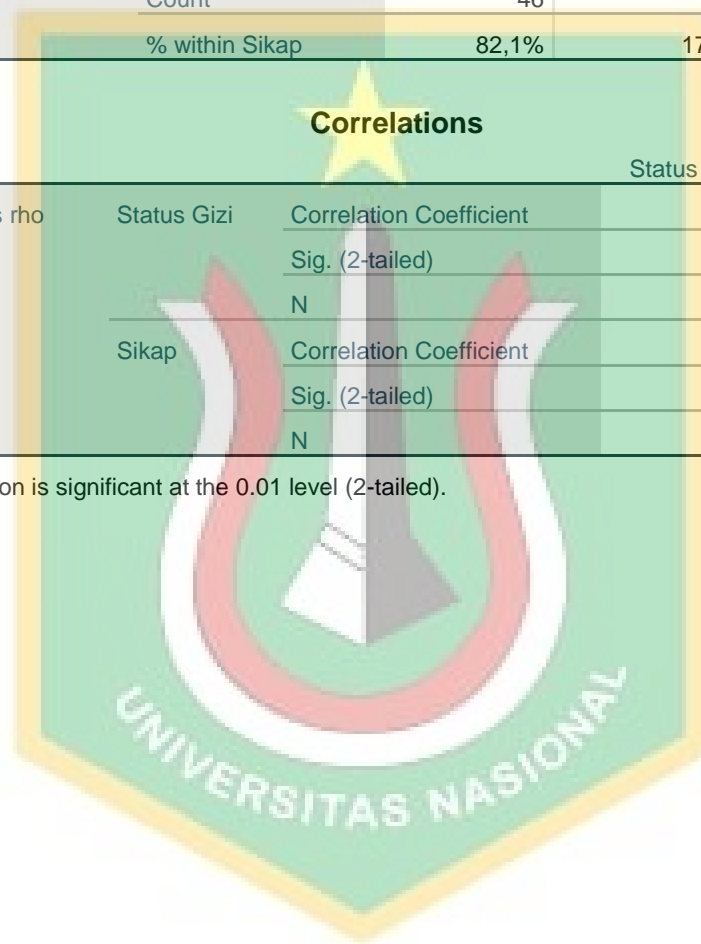 Count 46
% within Sikap 82,1% 17
Correlations
Status
s rho Status Gizi Correlation Coefficient
Sig. (2-tailed)
N
Sikap Correlation Coefficient
Sig. (2-tailed)
N
on is significant at the 0.01 level (2-tailed).
UNIVERSITAS NASIONAL